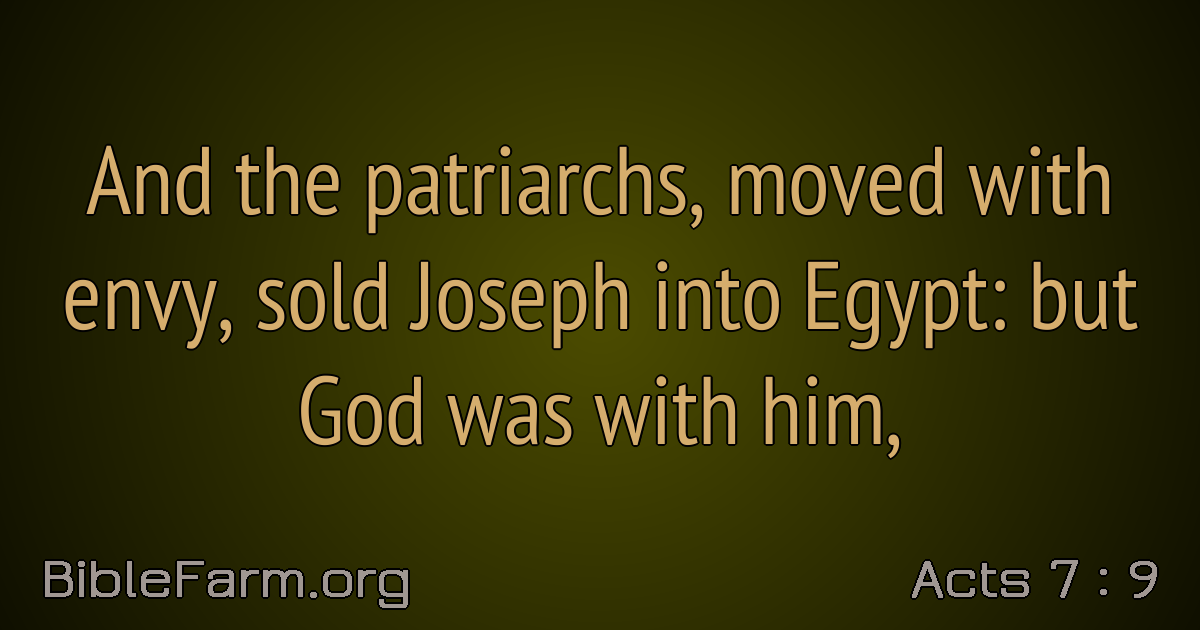 And the patriarchs, moved with
envy, sold Joseph into Egypt: but
God was with him,
BibleFarm.org
Acts 7 : 9